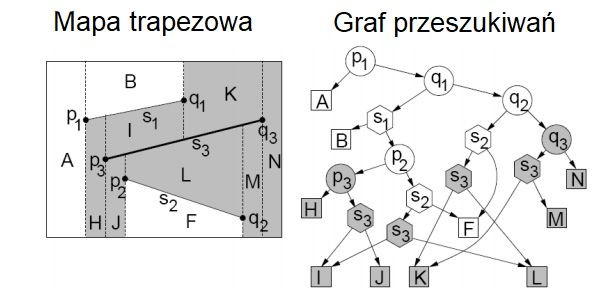 Mapa trapezowa
Graf przeszukiwań
B
K
p1
q1
I
s1
s3
q3
A
p3
p2
L
M
N
s2
H
J
F
q2
p1
A
q1
q2
B
s1
s2
q3
p2
p3
s3
s3
N
H
s2
s3
s3
F
M
I
J
K
L